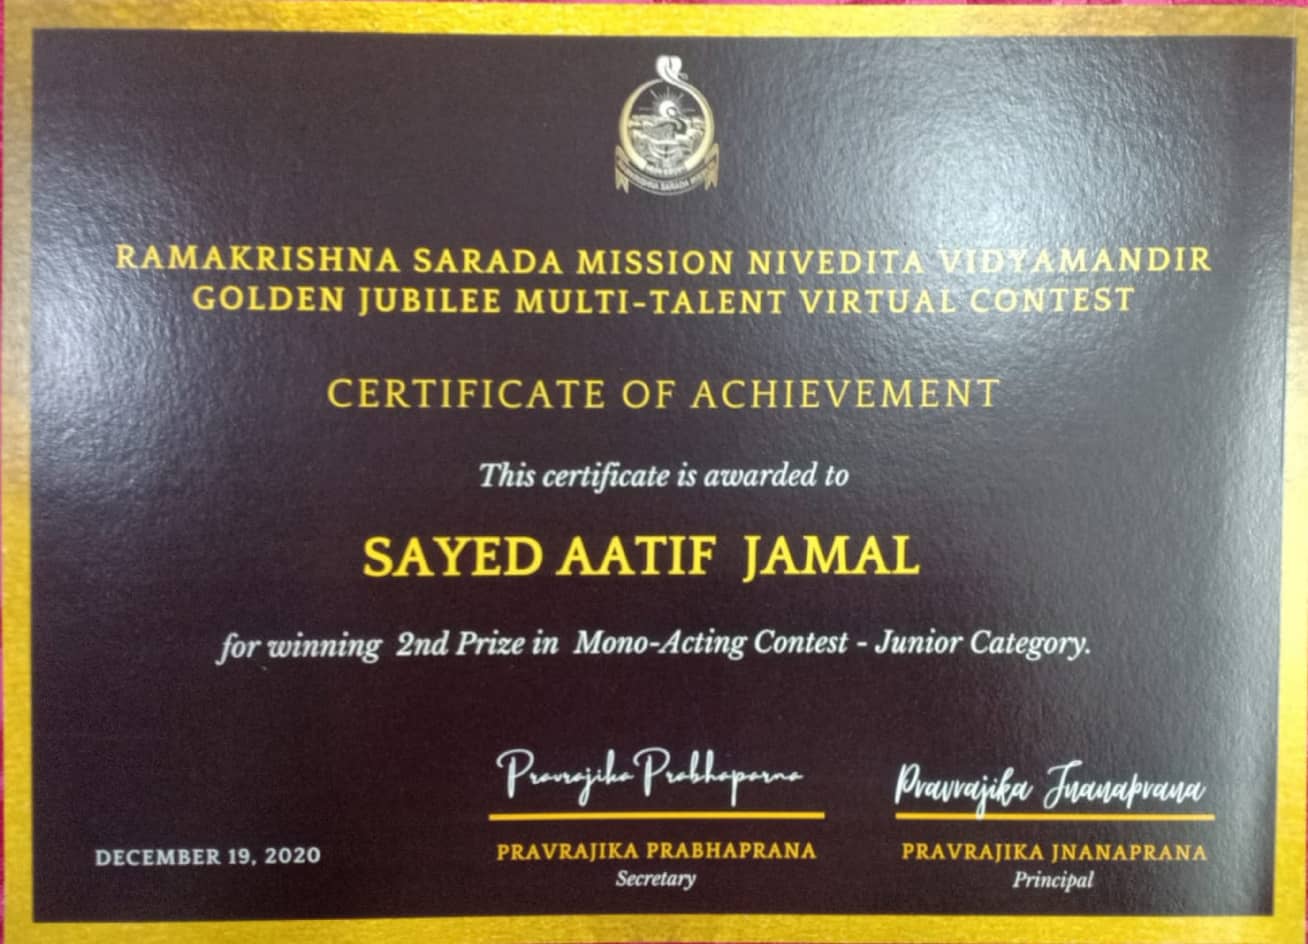 RAMAKRISHNA SARADA MISSION NIVEDITA VIDYAMANDIR
GOLDEN JUBILEE MULTI-TALENT VIRTUAL CONTEST
CERTIFICATE OF ACHIEVEMENT
This certificate is awarded to
SAYED AATIF JAMAL
for winning 2nd Prize in Mono-Acting Contest - Junior Category.
Pravrajika Prabhaparna Pravrajika Jnanaprana
DECEMBER 19, 2020 PRAVRAJIKA PRABHAPRANA PRAVRAJIKA JNANAPRANA
Secretary Principal